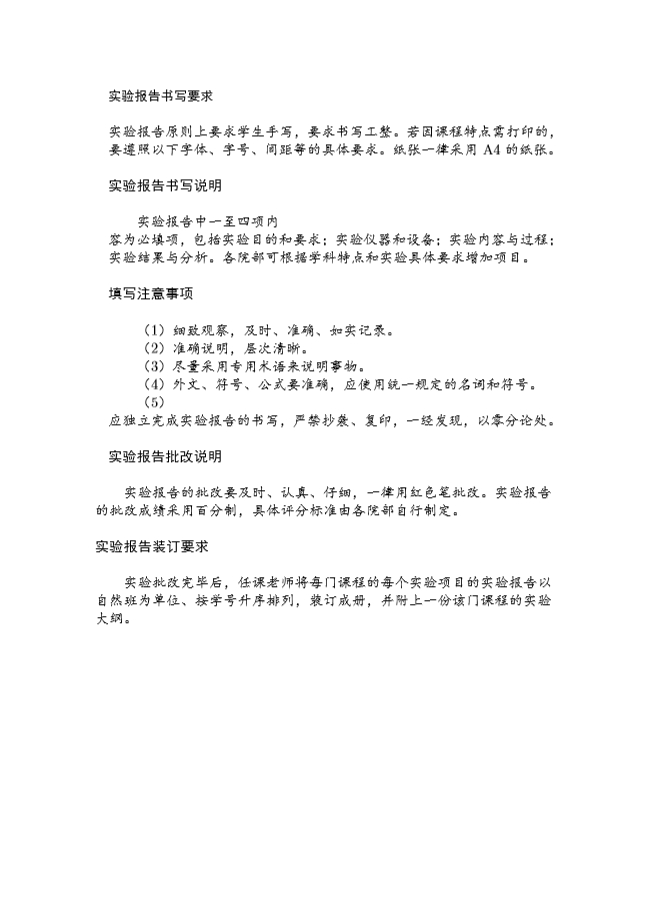 实验报告书写要求
实验报告原则上要求学生手写，要求书写工整。若因课程特点需打印的，
要遵照以下字体、字号、间距等的具体要求。纸张一律采用 A4 的纸张。
实验报告书写说明
实验报告中一至四项内
容为必填项，包括实验目的和要求；实验仪器和设备；实验内容与过程；
实验结果与分析。各院部可根据学科特点和实验具体要求增加项目。
填写注意事项
（1）细致观察，及时、准确、如实记录。
（2）准确说明，层次清晰。
（3）尽量采用专用术语来说明事物。
（4）外文、符号、公式要准确，应使用统一规定的名词和符号。
（5）
应独立完成实验报告的书写，严禁抄袭、复印，一经发现，以零分论处。
实验报告批改说明
实验报告的批改要及时、认真、仔细，一律用红色笔批改。实验报告
的批改成绩采用百分制，具体评分标准由各院部自行制定。
实验报告装订要求
实验批改完毕后，任课老师将每门课程的每个实验项目的实验报告以
自然班为单位、按学号升序排列，装订成册，并附上一份该门课程的实验
大纲。